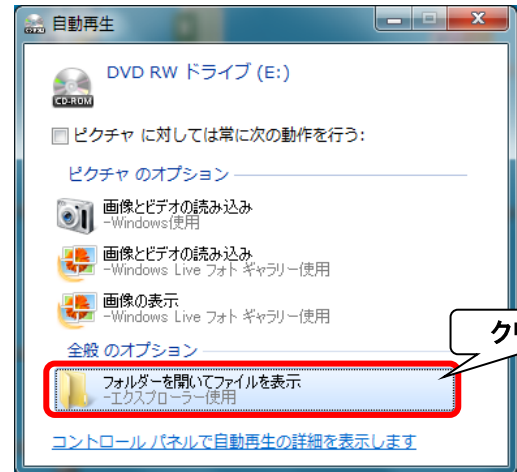 自動再生
DVD RW ドライブ (E:)
CD-ROM
ピクチャ に対しては常に次の動作を行う:
ピクチャ のオプション
画像とビデオの読み込み
-Windows使用
画像とビデオの読み込み
-Windows Live フォト ギャラリー使用
画像の表示
-Windows Live フォト ギャラリー使用
全般 のオプション
ク
フォルダーを開いてファイルを表示
-エクスプローラー使用
コントロール パネルで自動再生の詳細を表示します